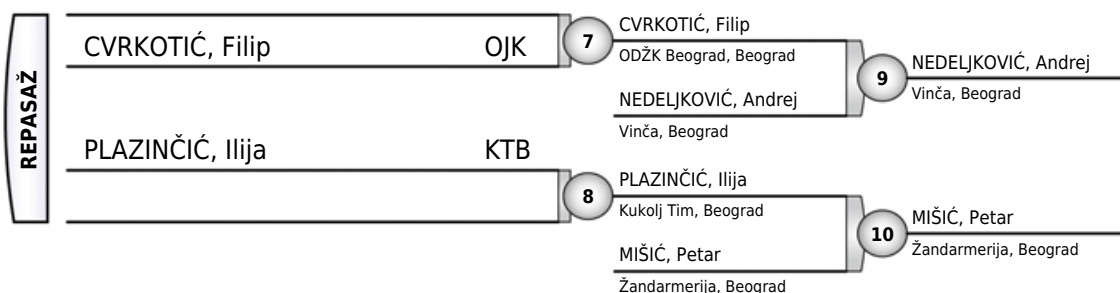 REPASAŽ
CVRKOTIĆ, Filip OJK
7
CVRKOTIĆ, Filip
ODŽK Beograd, Beograd
NEDELJKOVIĆ, Andrej
Vinča, Beograd
9
NEDELJKOVIĆ, Andrej
Vinča, Beograd
PLAZINČIĆ, Ilija KTB
8
PLAZINČIĆ, Ilija
Kukolj Tim, Beograd
MIŠIĆ, Petar
Žandarmerija, Beograd
10
MIŠIĆ, Petar
Žandarmerija, Beograd